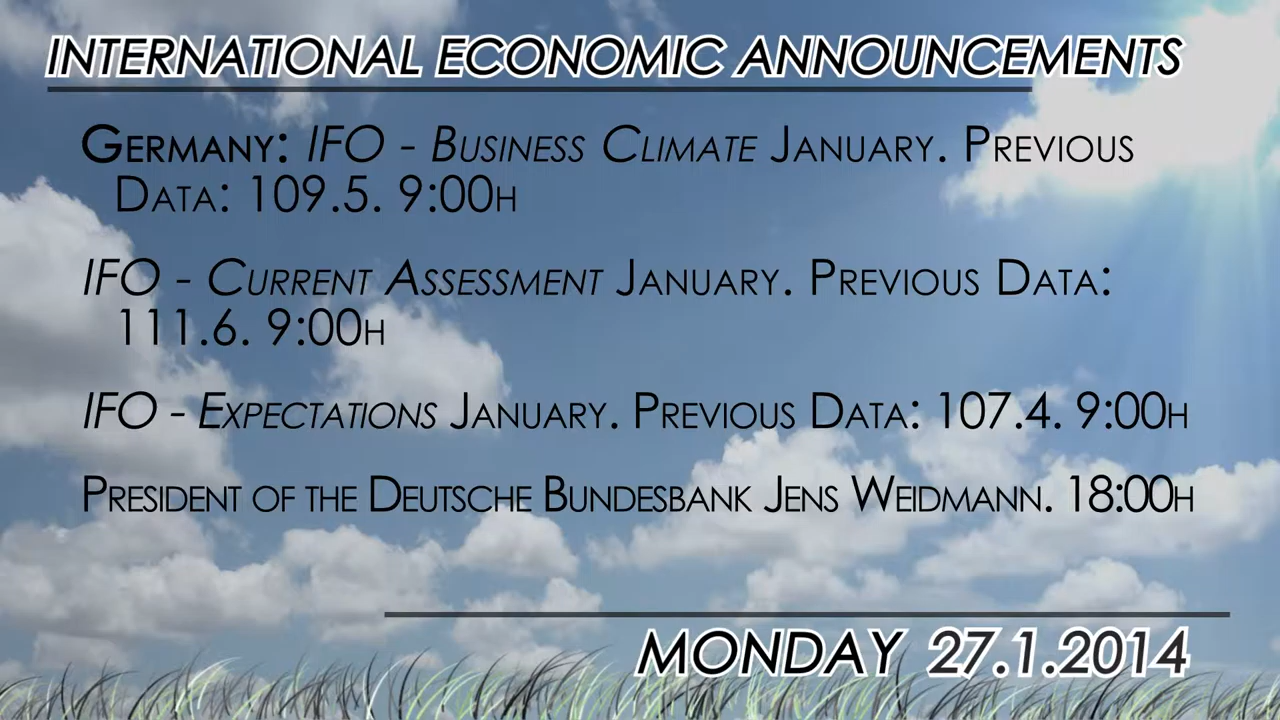 INTERNATIONAL ECONOMIC ANNOUNCEMENTS
Germany: IFO - Business Climate January. Previous
Data: 109.5. 9:00h
IFO - Current Assessment January. Previous Data:
111.6. 9:00h
IFO - Expectations January. Previous Data: 107.4. 9:00h
President of the Deutsche Bundesbank Jens Weidmann. 18:00h
MONDAY 27.1.2014